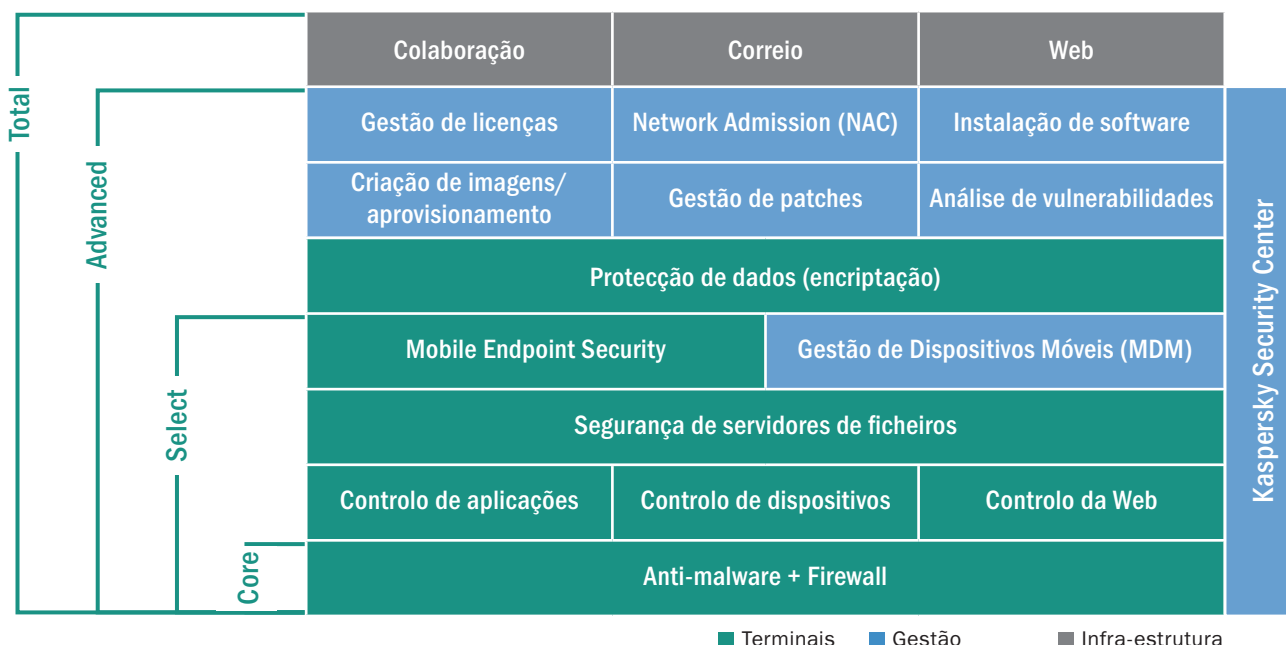 Colaboração
Correio
Web
Gestão de licenças
Network Admission (NAC)
Instalação de software
Criação de imagens/
aprovisionamento
Gestão de patches
Análise de vulnerabilidades
Protecção de dados (encriptação)
Mobile Endpoint Security
Gestão de Dispositivos Móveis (MDM)
Segurança de servidores de ficheiros
Controlo de aplicações
Controlo de dispositivos
Controlo da Web
Anti-malware + Firewall
Total
Advanced
Select
Core
Kaspersky Security Center
Terminais
Gestão
Infra-estrutura